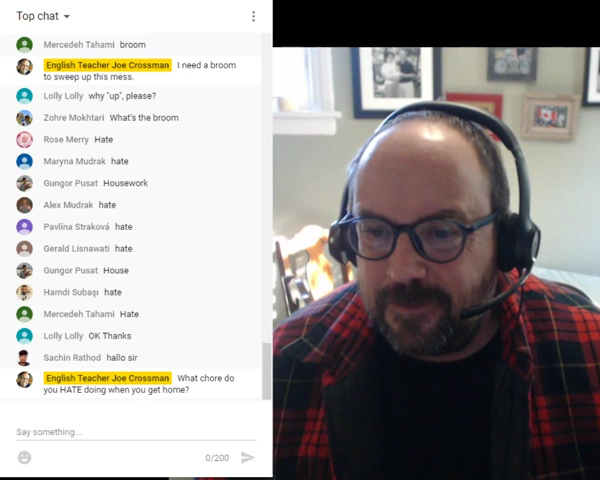 Top chat
Mercedeh Tahami broom
English Teacher Joe Crossman I need a broom
to sweep up this mess.
Lolly Lolly why "up", please?
Zohre Mokhtari What's the broom
Rose Merry Hate
Maryna Mudrak hate
Gungor Pusat Housework
Alex Mudrak hate
Pavlína Straková hate
Gerald Lisnawati hate
Gungor Pusat House
Hamdi Subaşı hate
Mercedeh Tahami Hate
Lolly Lolly OK Thanks
Sachin Rathod hallo sir
English Teacher Joe Crossman What chore do
you HATE doing when you get home?
Say something...
0/200